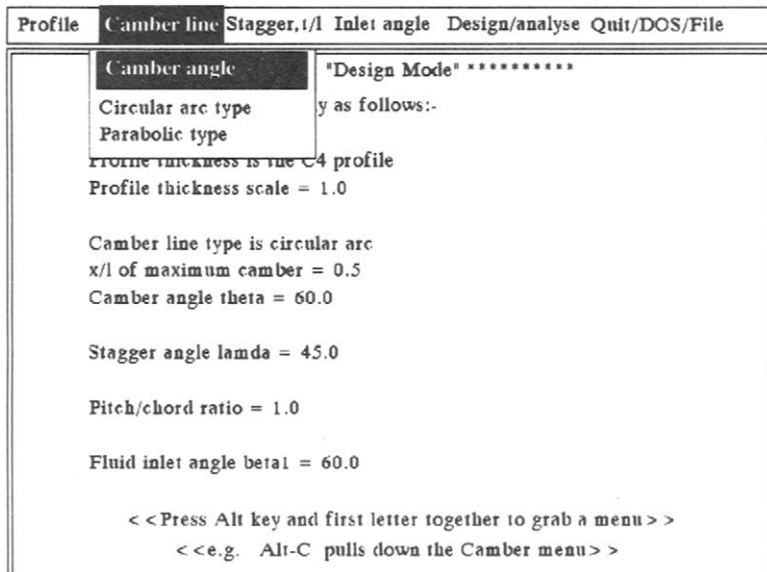 Profile Camber line Stagger,t/l Inlet angle Design/analyse Quit/DOS/File
Camber angle "Design Mode" **********
Circular arc type y as follows:-
Parabolic type
Profile thickness is the C4 profile
Profile thickness scale = 1.0
Camber line type is circular arc
x/l of maximum camber = 0.5
Camber angle theta = 60.0
Stagger angle lamda = 45.0
Pitch/chord ratio = 1.0
Fluid inlet angle beta1 = 60.0
< <Press Alt key and first letter together to grab a menu> >
< <e.g. Alt-C pulls down the Camber menu> >